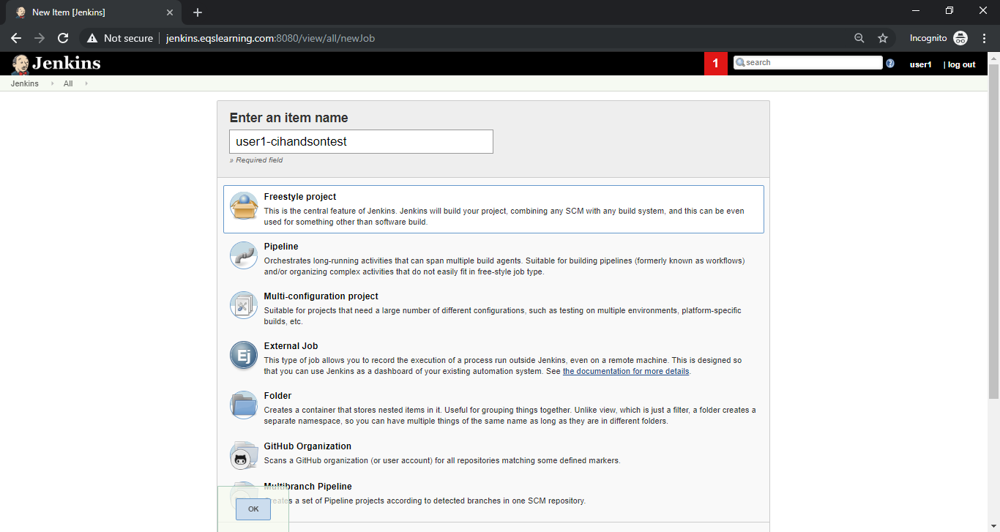 New Item [Jenkins]
Not secure jenkins.eqslearning.com:8080/view/all/newJob Incognito
Jenkins 1 search user1 | log out
Jenkins All
Enter an item name
user1-cihandsontest
» Required field
Freestyle project
This is the central feature of Jenkins. Jenkins will build your project, combining any SCM with any build system, and this can be even
used for something other than software build.
Pipeline
Orchestrates long-running activities that can span multiple build agents. Suitable for building pipelines (formerly known as workflows)
and/or organizing complex activities that do not easily fit in free-style job type.
Multi-configuration project
Suitable for projects that need a large number of different configurations, such as testing on multiple environments, platform-specific
builds, etc.
Ej
External Job
This type of job allows you to record the execution of a process run outside Jenkins, even on a remote machine. This is designed so
that you can use Jenkins as a dashboard of your existing automation system. See the documentation for more details.
Folder
Creates a container that stores nested items in it. Useful for grouping things together. Unlike view, which is just a filter, a folder creates a
separate namespace, so you can have multiple things of the same name as long as they are in different folders.
GitHub Organization
Scans a GitHub organization (or user account) for all repositories matching some defined markers.
Multibranch Pipeline
Creates a set of Pipeline projects according to detected branches in one SCM repository.
OK